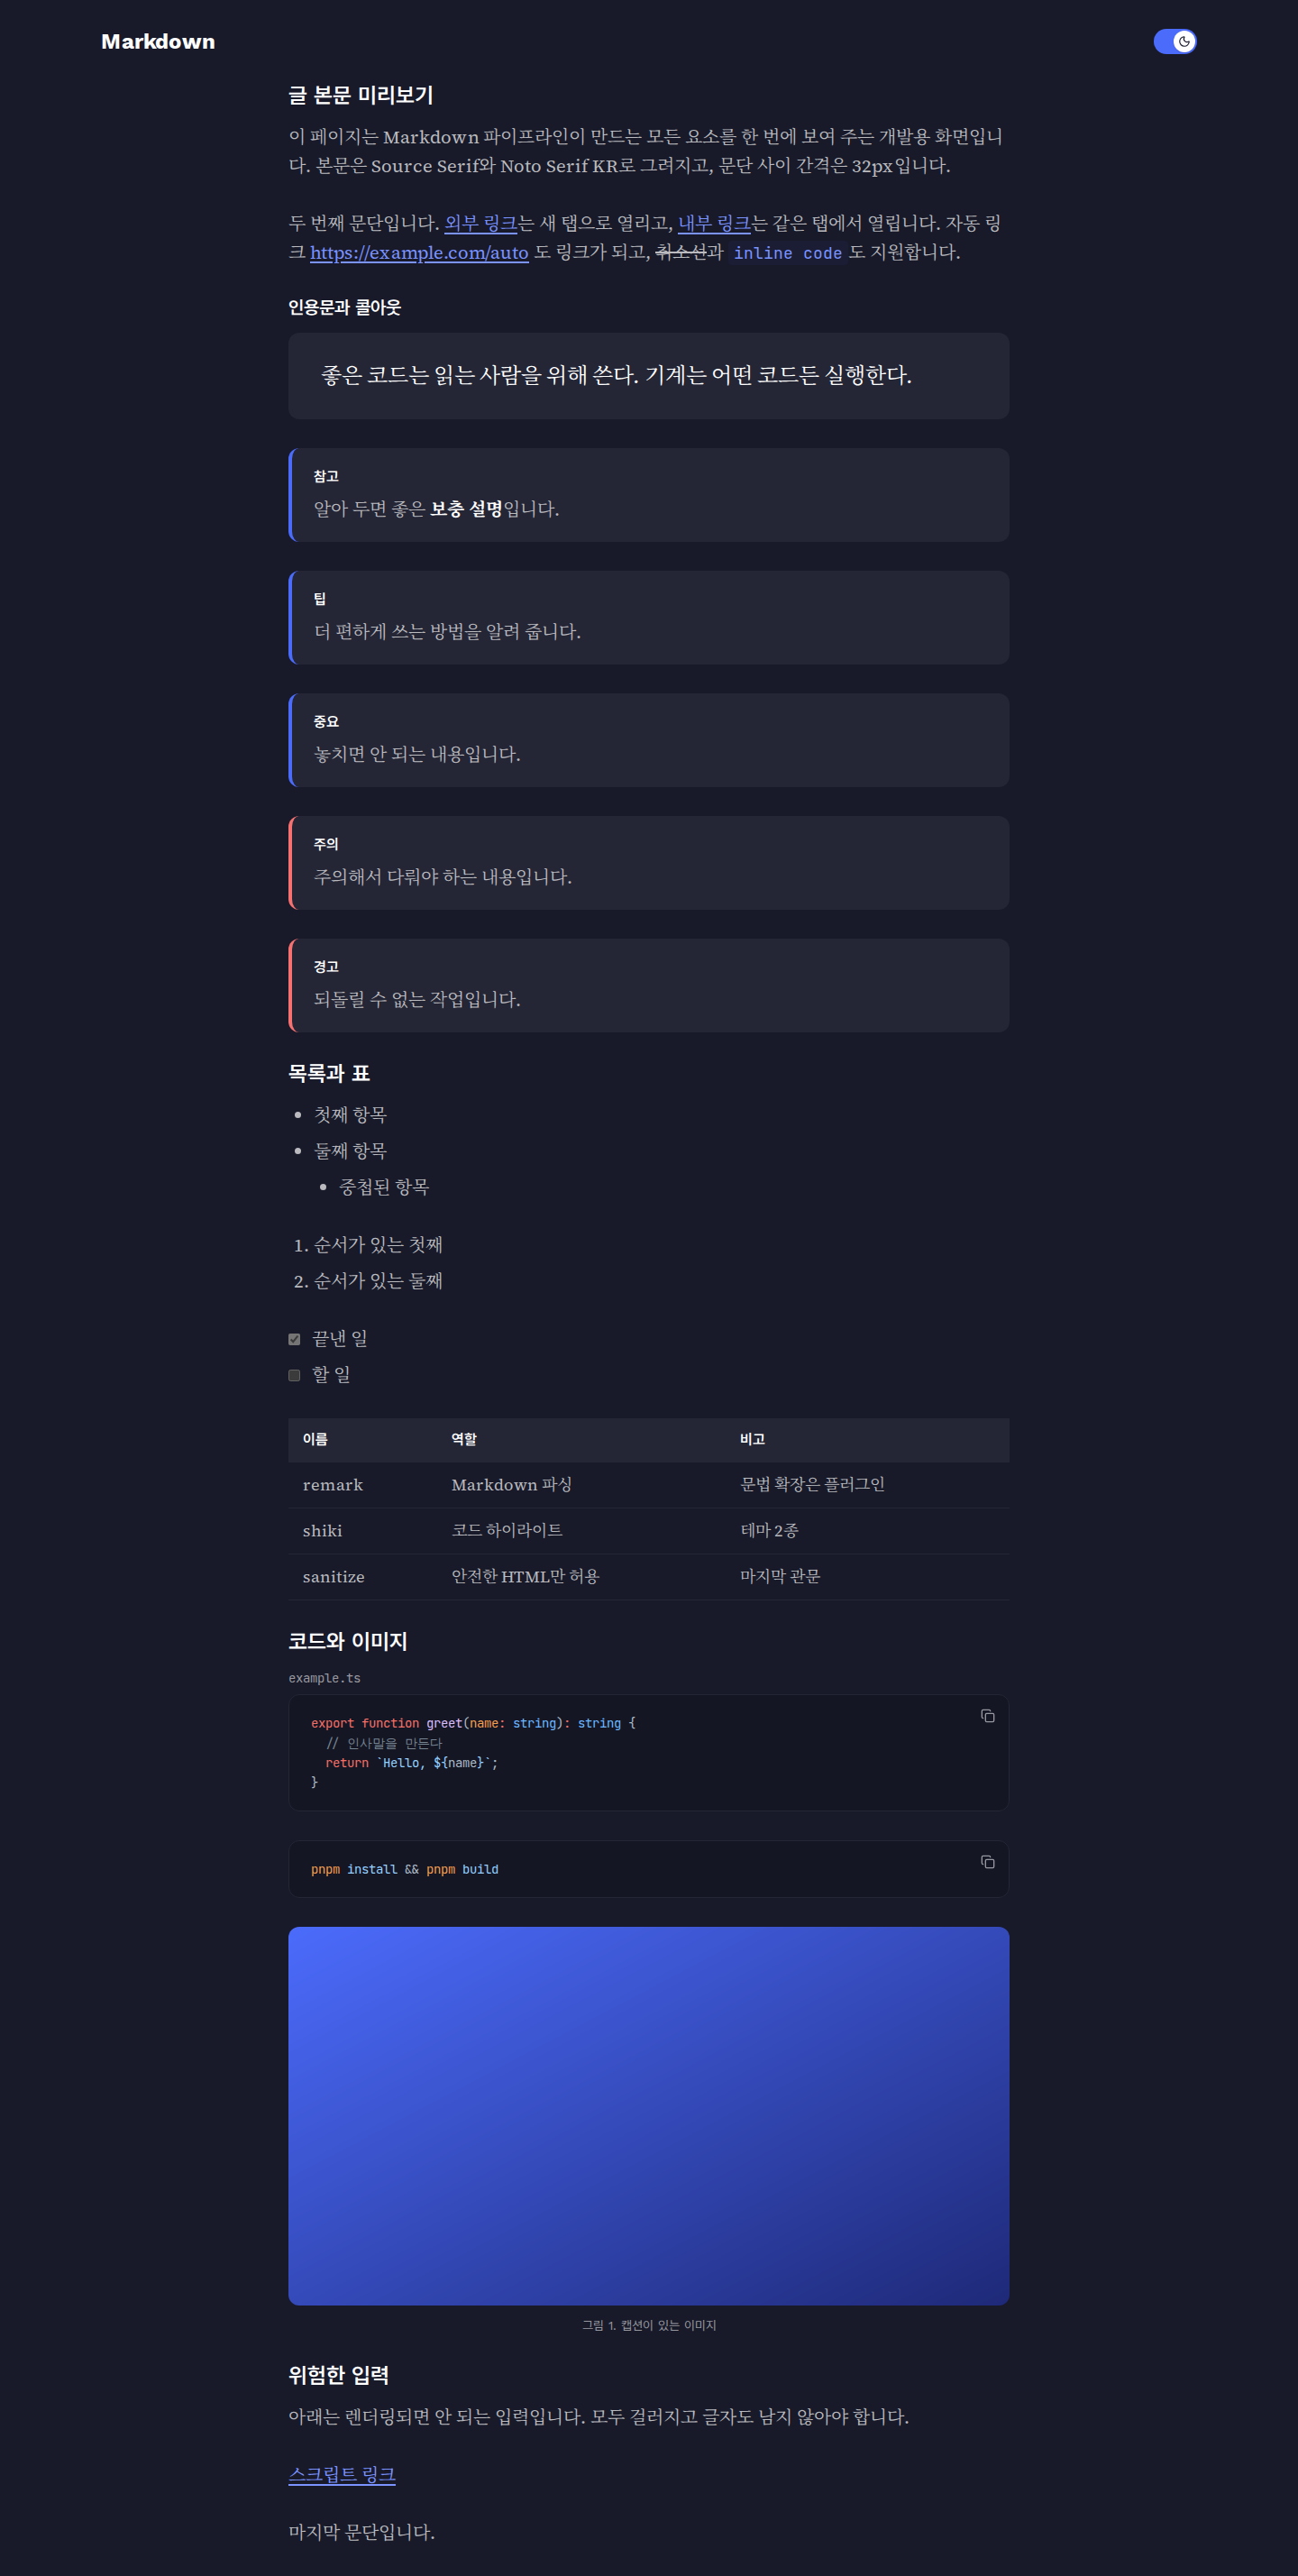 Markdown
글 본문 미리보기
이 페이지는 Markdown 파이프라인이 만드는 모든 요소를 한 번에 보여 주는 개발용 화면입니
다. 본문은 Source Serif와 Noto Serif KR로 그려지고, 문단 사이 간격은 32px입니다.
두 번째 문단입니다. 외부 링크는 새 탭으로 열리고, 내부 링크는 같은 탭에서 열립니다. 자동 링
크 https://example.com/auto 도 링크가 되고, 취소선과 inline code 도 지원합니다.
인용문과 콜아웃
좋은 코드는 읽는 사람을 위해 쓴다. 기계는 어떤 코드든 실행한다.
참고
알아 두면 좋은 보충 설명입니다.
팁
더 편하게 쓰는 방법을 알려 줍니다.
중요
놓치면 안 되는 내용입니다.
주의
주의해서 다뤄야 하는 내용입니다.
경고
되돌릴 수 없는 작업입니다.
목록과 표
첫째 항목
둘째 항목
중첩된 항목
1. 순서가 있는 첫째
2. 순서가 있는 둘째
끝낸 일
할 일
이름 역할 비고
remark Markdown 파싱 문법 확장은 플러그인
shiki 코드 하이라이트 테마 2종
sanitize 안전한 HTML만 허용 마지막 관문
코드와 이미지
example.ts
export function greet(name: string): string {
// 인사말을 만든다
return `Hello, ${name}`;
}
pnpm install && pnpm build
그림 1. 캡션이 있는 이미지
위험한 입력
아래는 렌더링되면 안 되는 입력입니다. 모두 걸러지고 글자도 남지 않아야 합니다.
스크립트 링크
마지막 문단입니다.